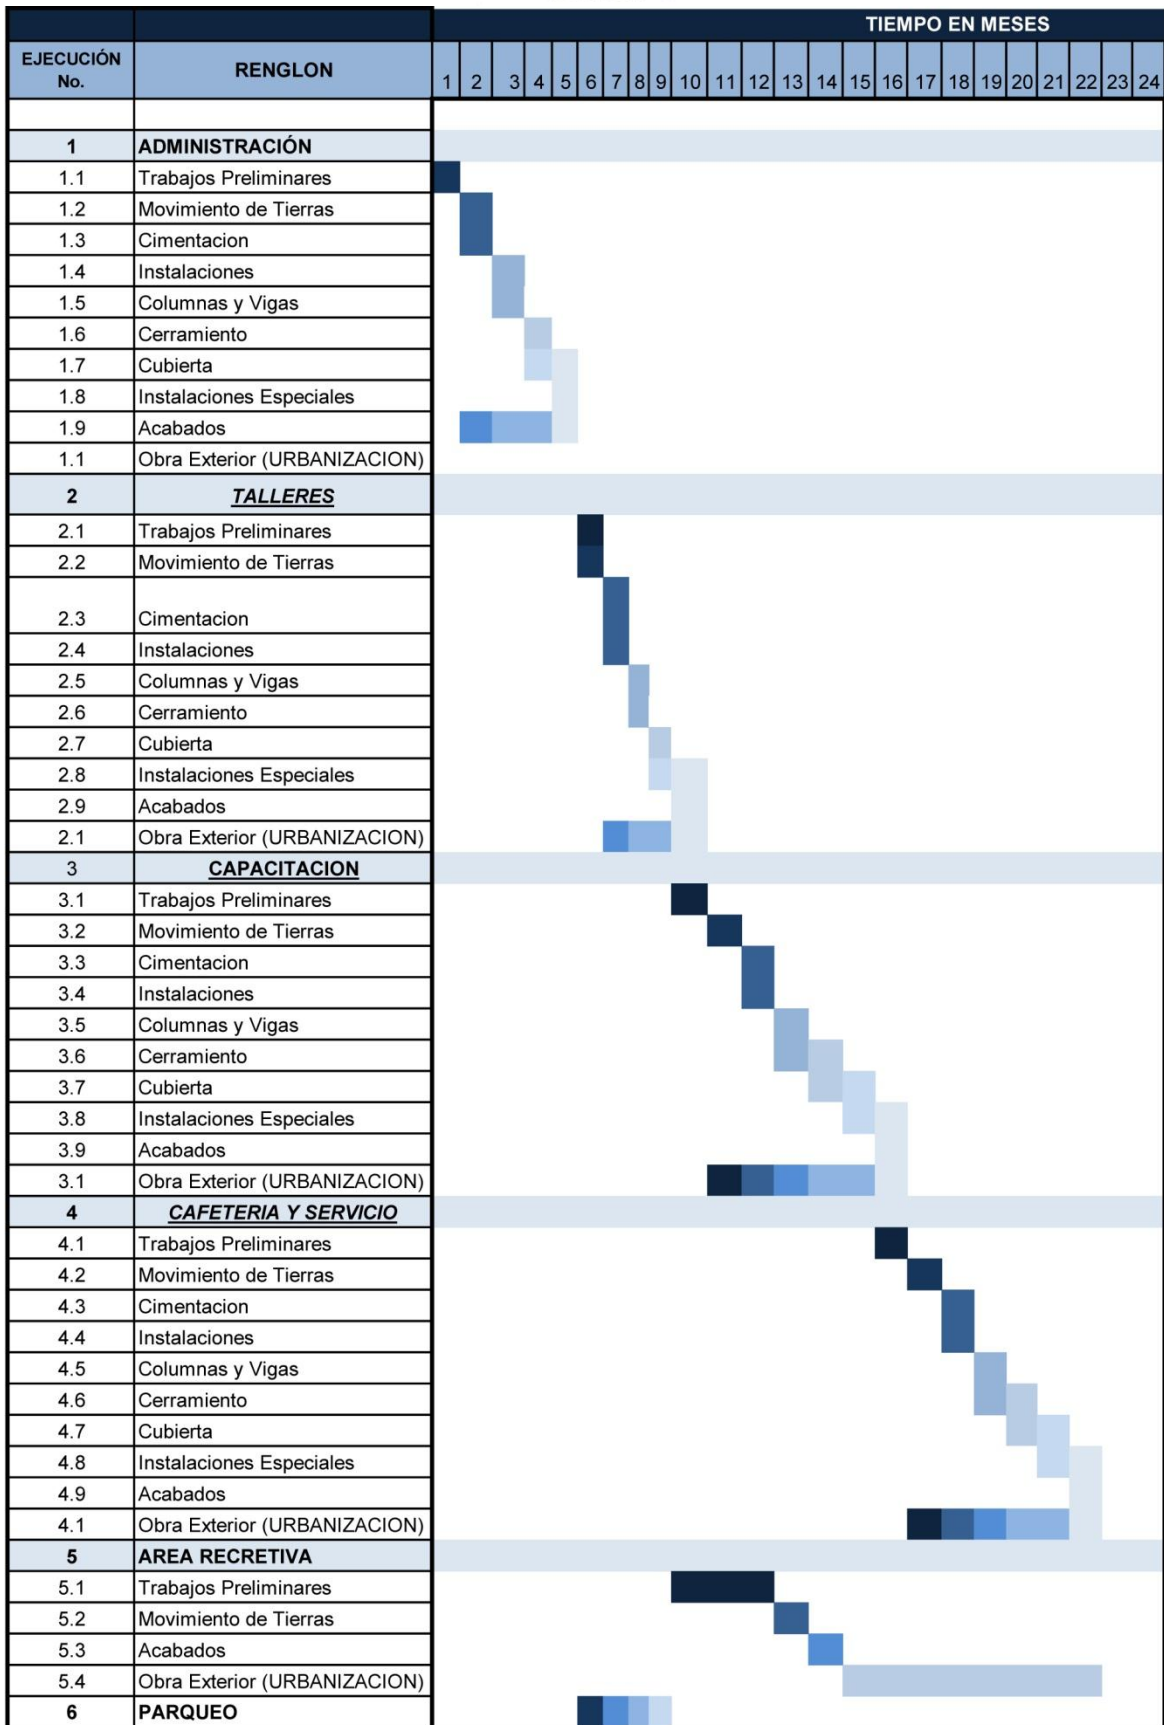 TIEMPO EN MESES
EJECUCIÓN No. RENGLON 1 2 3 4 5 6 7 8 9 10 11 12 13 14 15 16 17 18 19 20 21 22 23 24
1 ADMINISTRACIÓN
1.1 Trabajos Preliminares
1.2 Movimiento de Tierras
1.3 Cimentacion
1.4 Instalaciones
1.5 Columnas y Vigas
1.6 Cerramiento
1.7 Cubierta
1.8 Instalaciones Especiales
1.9 Acabados
1.1 Obra Exterior (URBANIZACION)
2 TALLERES
2.1 Trabajos Preliminares
2.2 Movimiento de Tierras
2.3 Cimentacion
2.4 Instalaciones
2.5 Columnas y Vigas
2.6 Cerramiento
2.7 Cubierta
2.8 Instalaciones Especiales
2.9 Acabados
2.1 Obra Exterior (URBANIZACION)
3 CAPACITACION
3.1 Trabajos Preliminares
3.2 Movimiento de Tierras
3.3 Cimentacion
3.4 Instalaciones
3.5 Columnas y Vigas
3.6 Cerramiento
3.7 Cubierta
3.8 Instalaciones Especiales
3.9 Acabados
3.1 Obra Exterior (URBANIZACION)
4 CAFETERIA Y SERVICIO
4.1 Trabajos Preliminares
4.2 Movimiento de Tierras
4.3 Cimentacion
4.4 Instalaciones
4.5 Columnas y Vigas
4.6 Cerramiento
4.7 Cubierta
4.8 Instalaciones Especiales
4.9 Acabados
4.1 Obra Exterior (URBANIZACION)
5 AREA RECRETIVA
5.1 Trabajos Preliminares
5.2 Movimiento de Tierras
5.3 Acabados
5.4 Obra Exterior (URBANIZACION)
6 PARQUEO